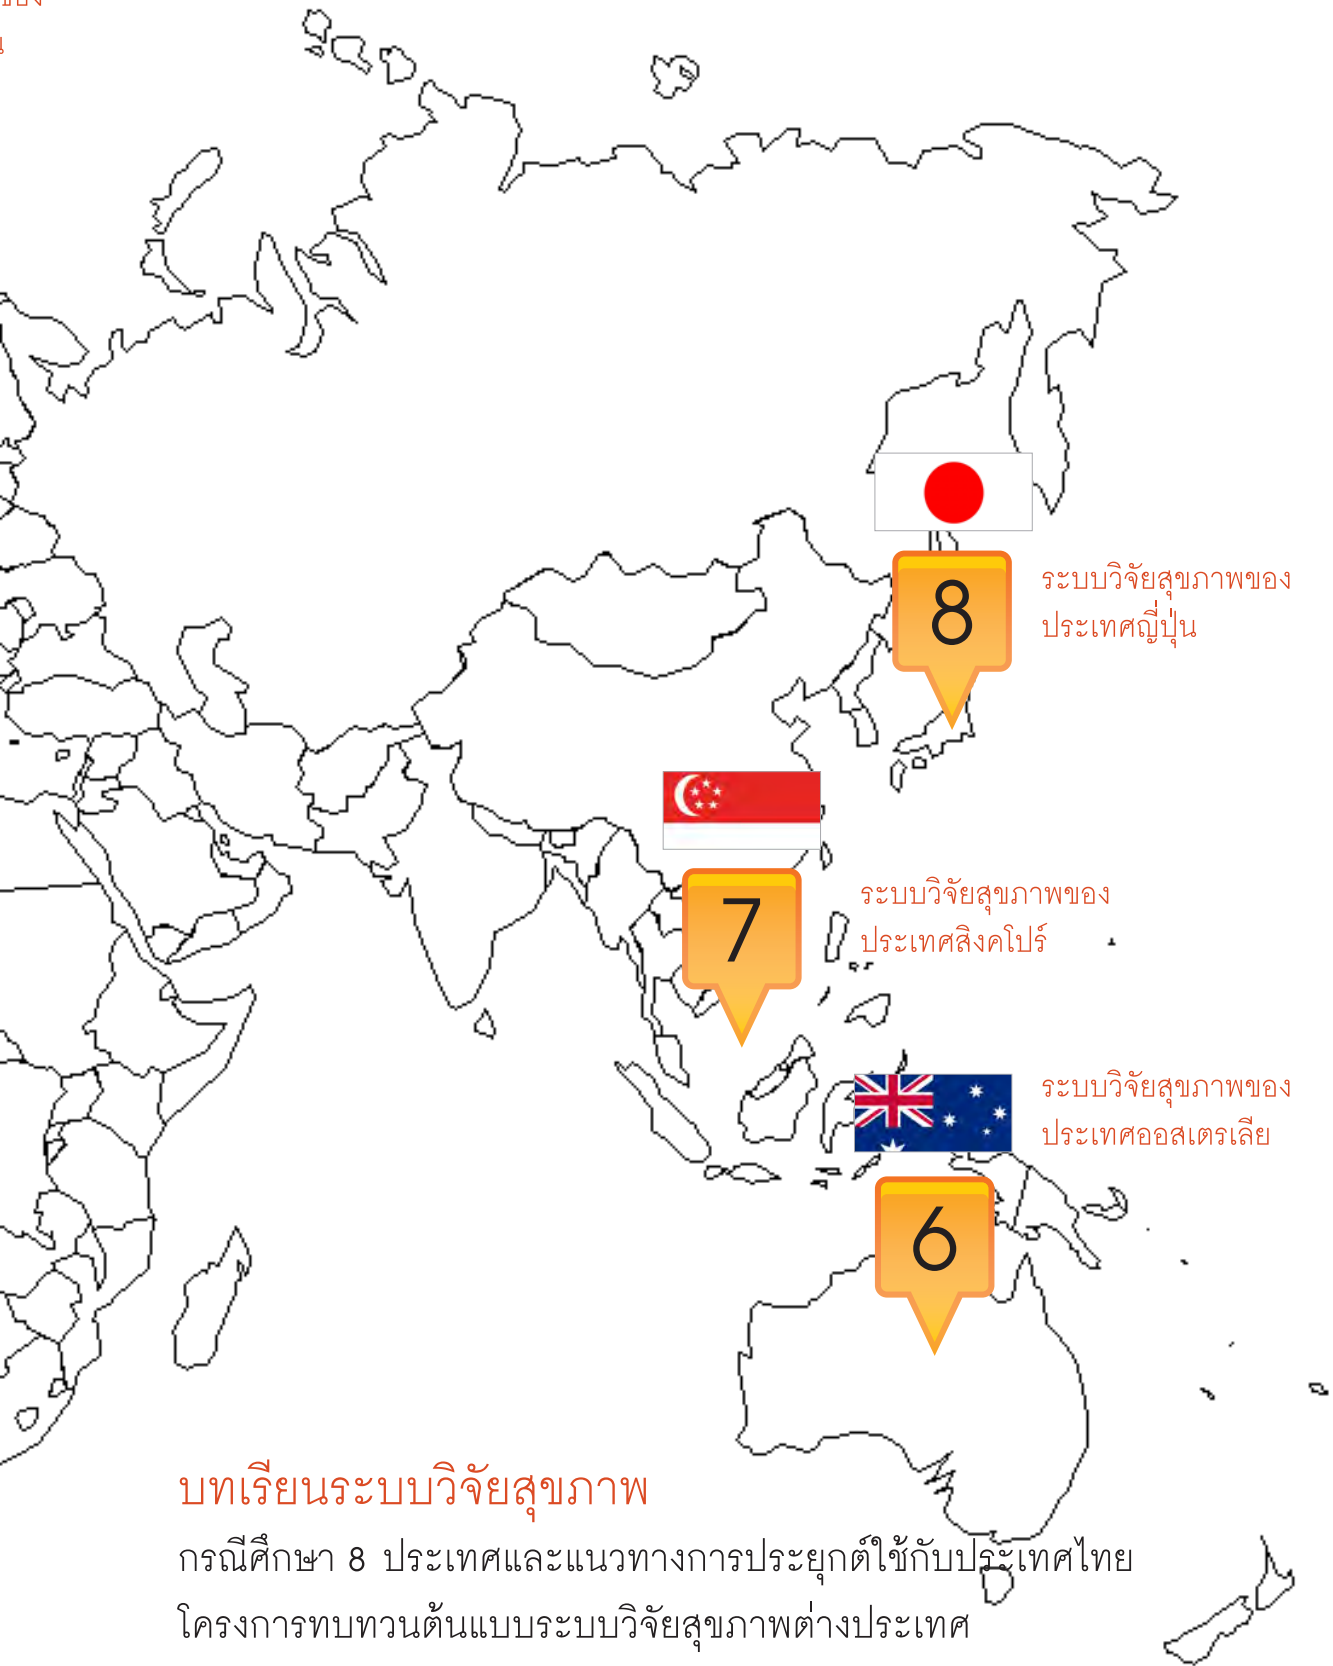 ของ
น
8
ระบบวิจัยสุขภาพของ
ประเทศญี่ปุ่น
7
ระบบวิจัยสุขภาพของ
ประเทศสิงคโปร์
ระบบวิจัยสุขภาพของ
ประเทศออสเตรเลีย
6
บทเรียนระบบวิจัยสุขภาพ
กรณีศึกษา 8 ประเทศและแนวทางการประยุกต์ใช้กับประเทศไทย
โครงการทบทวนต้นแบบระบบวิจัยสุขภาพต่างประเทศ